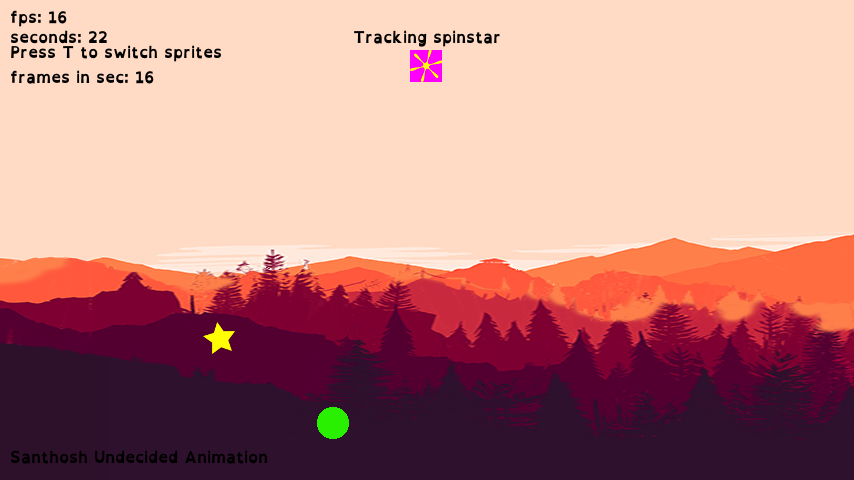 fps: 16
seconds: 22
Press T to switch sprites
frames in sec: 16
Tracking spinstar
Santhosh Undecided Animation